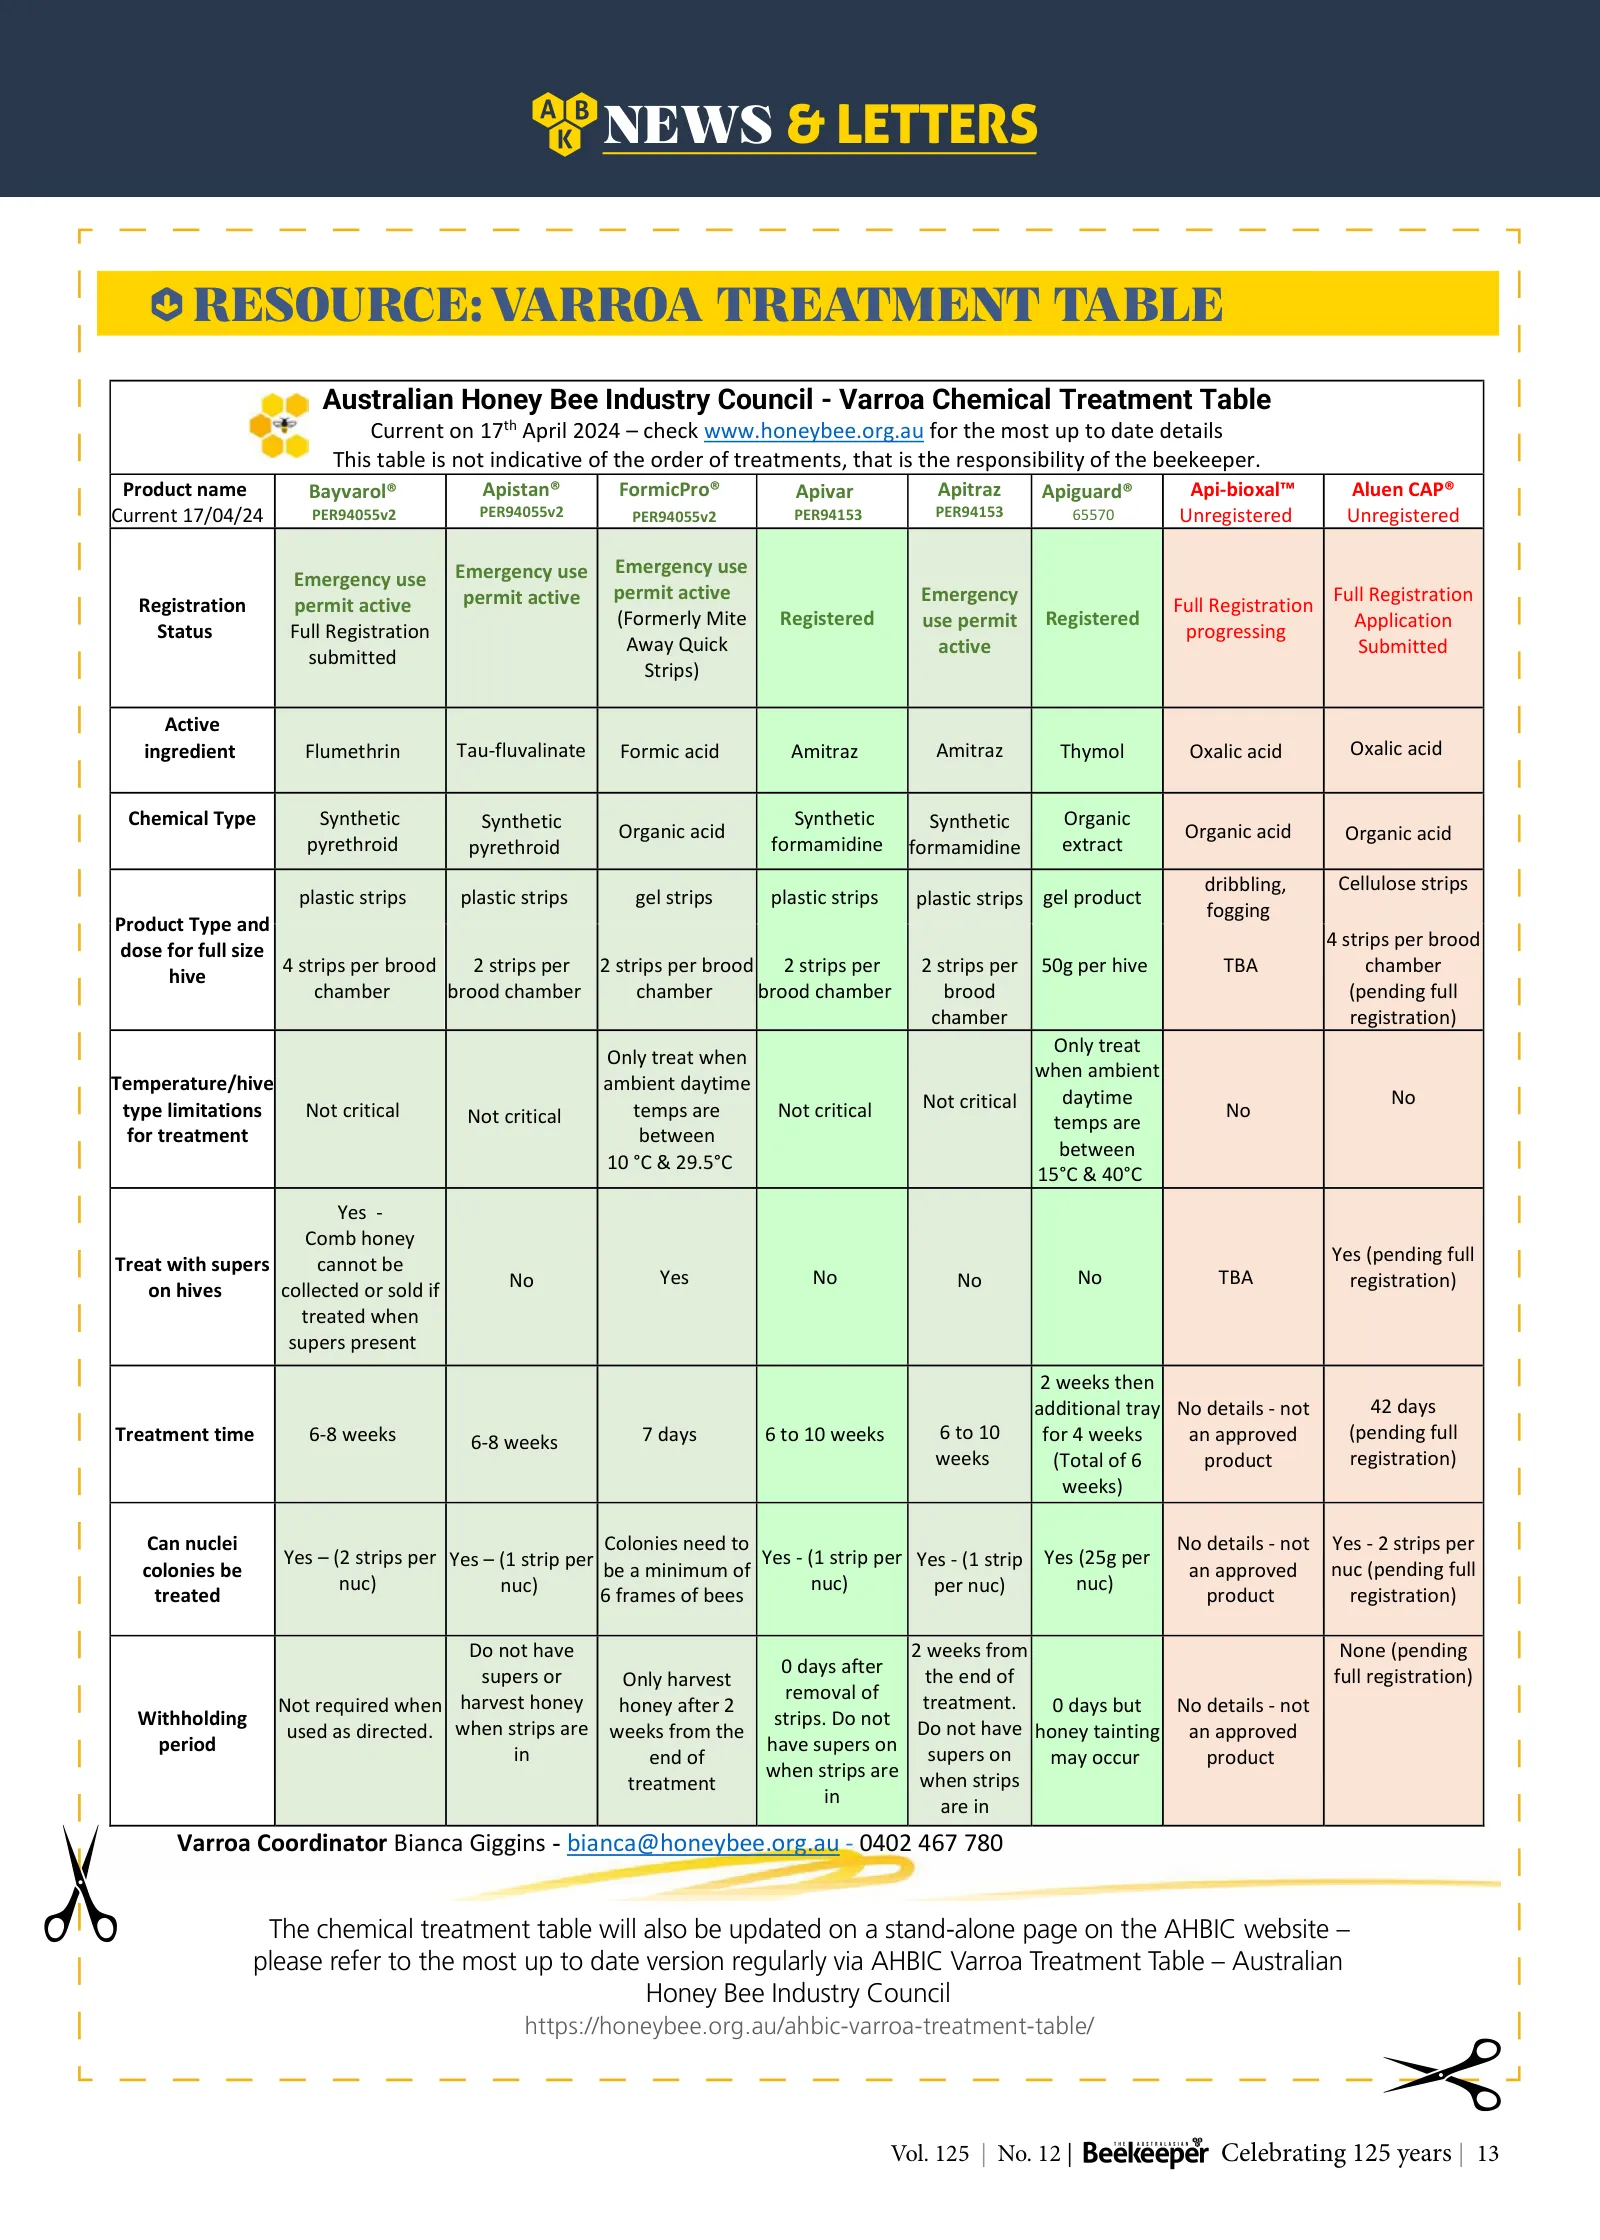 A B K NEWS & LETTERS
RESOURCE: VARROA TREATMENT TABLE
Australian Honey Bee Industry Council - Varroa Chemical Treatment Table
Current on 17th April 2024 – check www.honeybee.org.au for the most up to date details
This table is not indicative of the order of treatments, that is the responsibility of the beekeeper.
Product name
Current 17/04/24
Bayvarol®
PER94055v2
Apistan®
PER94055v2
FormicPro®
PER94055v2
Apivar
PER94153
Apitraz
PER94153
Apiguard®
65570
Api-bioxal™
Unregistered
Aluen CAP®
Unregistered
Registration
Status
Emergency use
permit active
Full Registration
submitted
Emergency use
permit active
Emergency use
permit active
(Formerly Mite
Away Quick
Strips)
Registered
Emergency
use permit
active
Registered
Full Registration
progressing
Full Registration
Application
Submitted
Active
ingredient
Flumethrin
Tau-fluvalinate
Formic acid
Amitraz
Amitraz
Thymol
Oxalic acid
Oxalic acid
Chemical Type
Synthetic
pyrethroid
Synthetic
pyrethroid
Organic acid
Synthetic
formamidine
Synthetic
formamidine
Organic
extract
Organic acid
Organic acid
Product Type and
dose for full size
hive
plastic strips
4 strips per brood
chamber
plastic strips
2 strips per
brood chamber
gel strips
2 strips per brood
chamber
plastic strips
2 strips per
brood chamber
plastic strips
2 strips per
brood
chamber
gel product
50g per hive
dribbling,
fogging
TBA
Cellulose strips
4 strips per brood
chamber
(pending full
registration)
Temperature/hive
type limitations
for treatment
Not critical
Not critical
Only treat when
ambient daytime
temps are
between
10 °C & 29.5°C
Not critical
Not critical
Only treat
when ambient
daytime
temps are
between
15°C & 40°C
No
No
Treat with supers
on hives
Yes -
Comb honey
cannot be
collected or sold if
treated when
supers present
No
Yes
No
No
No
TBA
Yes (pending full
registration)
Treatment time
6-8 weeks
6-8 weeks
7 days
6 to 10 weeks
6 to 10
weeks
2 weeks then
additional tray
for 4 weeks
(Total of 6
weeks)
No details - not
an approved
product
42 days
(pending full
registration)
Can nuclei
colonies be
treated
Yes – (2 strips per
nuc)
Yes – (1 strip per
nuc)
Colonies need to
be a minimum of
6 frames of bees
Yes - (1 strip per
nuc)
Yes - (1 strip
per nuc)
Yes (25g per
nuc)
No details - not
an approved
product
Yes - 2 strips per
nuc (pending full
registration)
Withholding
period
Not required when
used as directed.
Do not have
supers or
harvest honey
when strips are
in
Only harvest
honey after 2
weeks from the
end of
treatment
0 days after
removal of
strips. Do not
have supers on
when strips are
in
2 weeks from
the end of
treatment.
Do not have
supers on
when strips
are in
0 days but
honey tainting
may occur
No details - not
an approved
product
None (pending
full registration)
Varroa Coordinator Bianca Giggins - bianca@honeybee.org.au - 0402 467 780
The chemical treatment table will also be updated on a stand-alone page on the AHBIC website –
please refer to the most up to date version regularly via AHBIC Varroa Treatment Table – Australian
Honey Bee Industry Council
https://honeybee.org.au/ahbic-varroa-treatment-table/
Vol. 125 | No. 12 | THE AUSTRALASIAN Beekeeper Celebrating 125 years | 13